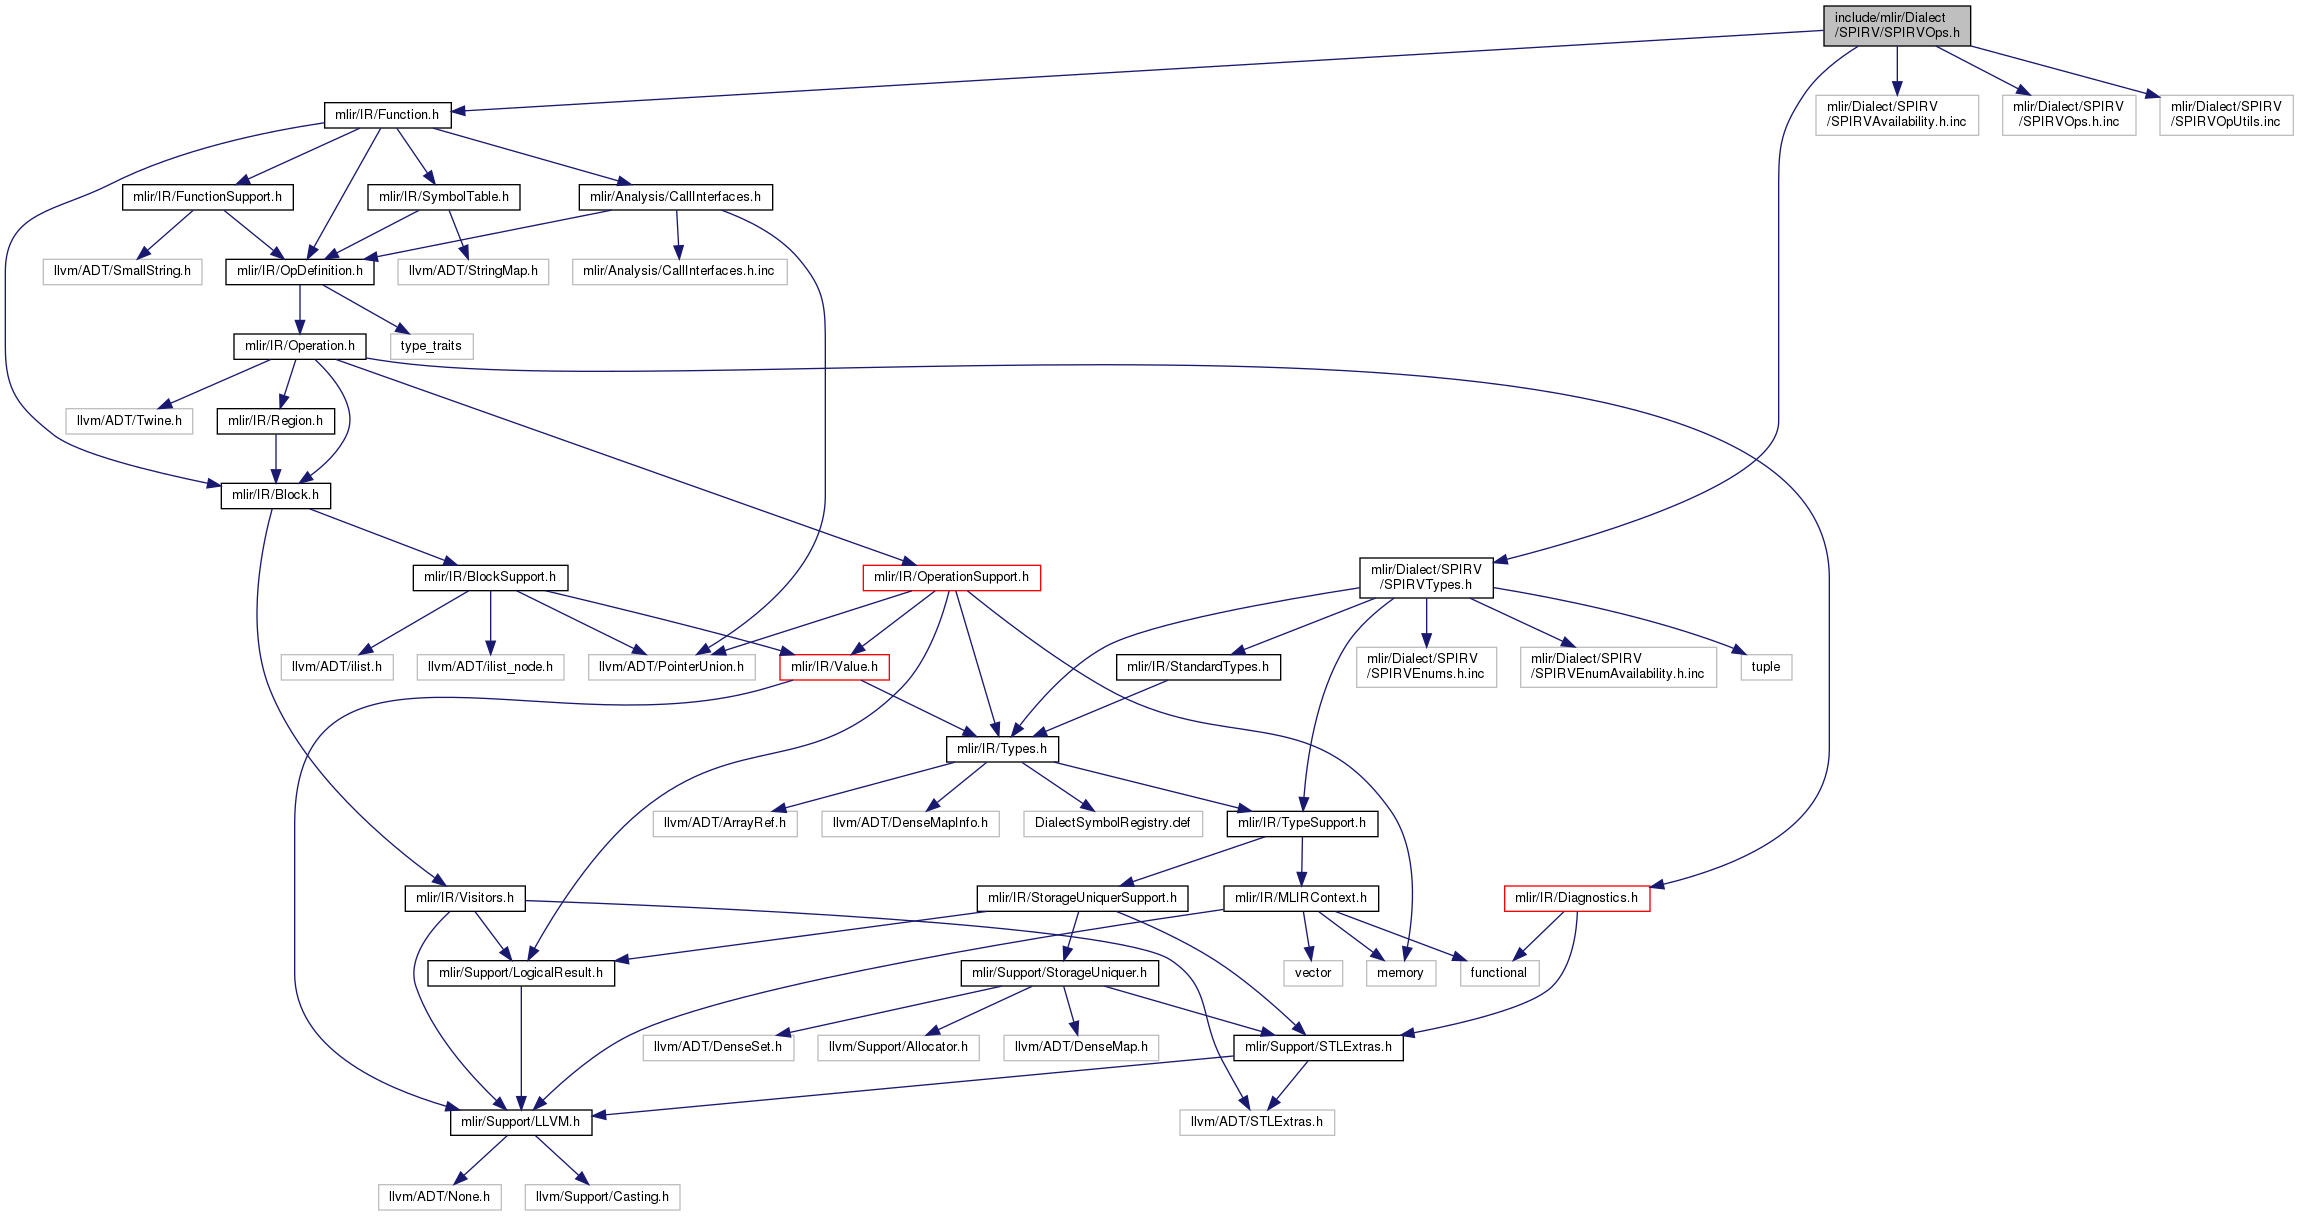 include/mlir/Dialect
/SPIRV/SPIRVOps.h
mlir/IR/Function.h
mlir/Dialect/SPIRV
/SPIRVAvailability.h.inc
mlir/Dialect/SPIRV
/SPIRVOps.h.inc
mlir/Dialect/SPIRV
/SPIRVOpUtils.inc
mlir/IR/FunctionSupport.h
mlir/IR/SymbolTable.h
mlir/Analysis/CallInterfaces.h
llvm/ADT/SmallString.h
mlir/IR/OpDefinition.h
llvm/ADT/StringMap.h
mlir/Analysis/CallInterfaces.h.inc
mlir/IR/Operation.h
type_traits
llvm/ADT/Twine.h
mlir/IR/Region.h
mlir/IR/Block.h
mlir/IR/BlockSupport.h
mlir/IR/OperationSupport.h
mlir/Dialect/SPIRV
/SPIRVTypes.h
llvm/ADT/ilist.h
llvm/ADT/ilist_node.h
llvm/ADT/PointerUnion.h
mlir/IR/Value.h
mlir/IR/StandardTypes.h
mlir/Dialect/SPIRV
/SPIRVEnums.h.inc
mlir/Dialect/SPIRV
/SPIRVEnumAvailability.h.inc
tuple
mlir/IR/Types.h
llvm/ADT/ArrayRef.h
llvm/ADT/DenseMapInfo.h
DialectSymbolRegistry.def
mlir/IR/TypeSupport.h
mlir/IR/Visitors.h
mlir/IR/StorageUniquerSupport.h
mlir/IR/MLIRContext.h
mlir/IR/Diagnostics.h
mlir/Support/LogicalResult.h
mlir/Support/StorageUniquer.h
vector
memory
functional
llvm/ADT/DenseSet.h
llvm/Support/Allocator.h
llvm/ADT/DenseMap.h
mlir/Support/STLExtras.h
mlir/Support/LLVM.h
llvm/ADT/STLExtras.h
llvm/ADT/None.h
llvm/Support/Casting.h